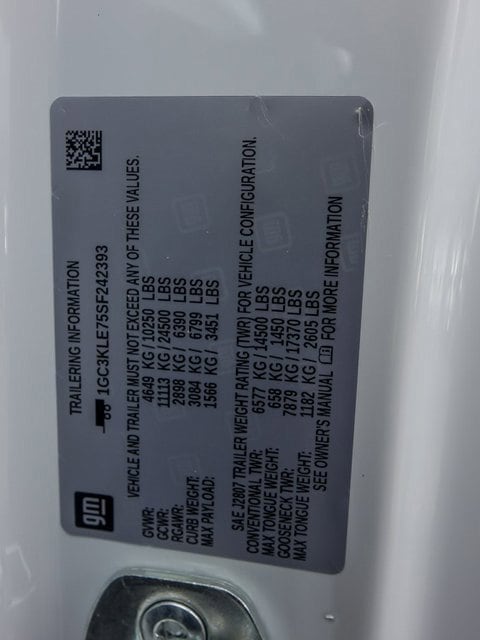 gm
TRAILERING INFORMATION
1GC3KLE75SF242393
VEHICLE AND TRAILER MUST NOT EXCEED ANY OF THESE VALUES.
GVWR: 4649 KG / 10250 LBS
GCWR: 11113 KG / 24500 LBS
RGAWR: 2898 KG / 6390 LBS
CURB WEIGHT: 3084 KG / 6799 LBS
MAX PAYLOAD: 1566 KG / 3451 LBS
SAE J2807 TRAILER WEIGHT RATING (TWR) FOR VEHICLE CONFIGURATION.
CONVENTIONAL TWR: 6577 KG / 14500 LBS
MAX TONGUE WEIGHT: 658 KG / 1450 LBS
GOOSENECK TWR: 7879 KG / 17370 LBS
MAX TONGUE WEIGHT: 1182 KG / 2605 LBS
SEE OWNER'S MANUAL FOR MORE INFORMATION